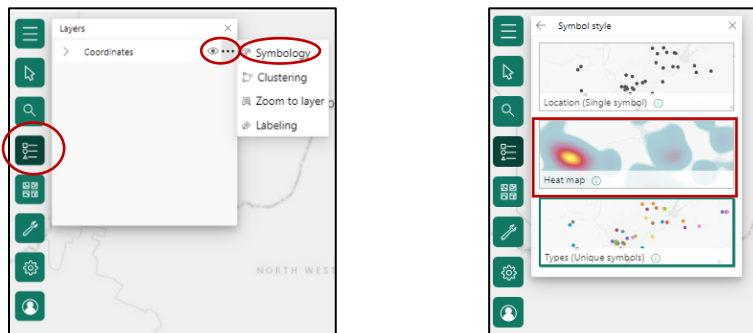 Layers
Coordinates
Symbology
Clustering
Zoom to layer
Labeling
NORTH WEST
Symbol style
Location (Single symbol)
Heat map
Types (Unique symbols)